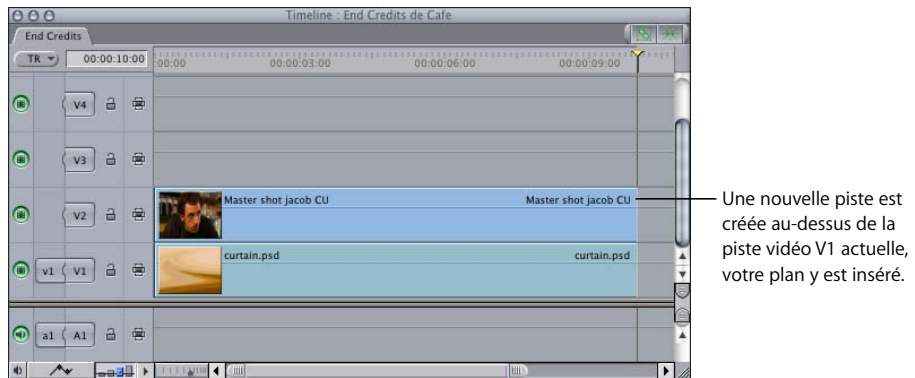 Timeline : End Credits de Cafe
End Credits
TR
00:00:10:00
00:00
00:00:03:00
00:00:06:00
00:00:09:00
V4
V3
V2
Master shot jacob CU
Master shot jacob CU
v1 V1
curtain.psd
curtain.psd
a1 A1
Une nouvelle piste est
créée au-dessus de la
piste vidéo V1 actuelle,
votre plan y est inséré.